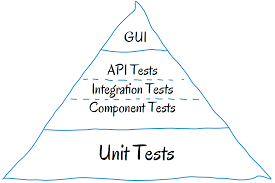 GUI
API Tests
Integration Tests
Component Tests
Unit Tests